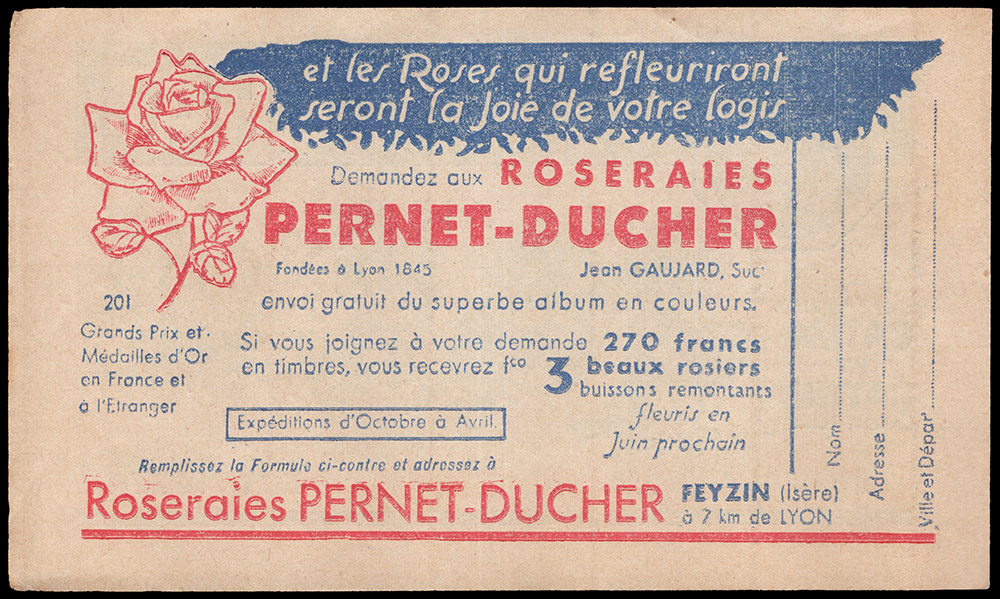 et les Roses qui refleuriront
seront la Joie de votre logis
Demandez aux ROSERAIES
PERNET-DUCHER
Fondées à Lyon 1845 Jean GAUJARD, Sucʳ
envoi gratuit du superbe album en couleurs.
201
Grands Prix et
Médailles d'Or
en France et
à l'Etranger
Si vous joignez à votre demande 270 francs
en timbres, vous recevrez fᶜᵒ 3 beaux rosiers
buissons remontants
fleuris en
Juin prochain
Expéditions d'Octobre à Avril.
Remplissez la Formule ci-contre et adressez à
Roseraies PERNET-DUCHER FEYZIN (Isère)
à 7 km de LYON
Nom
Adresse
Ville et Déparᵗ